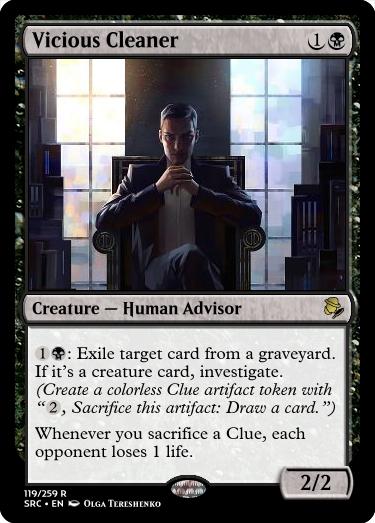 Vicious Cleaner 1
Creature — Human Advisor
1 : Exile target card from a graveyard.
If it's a creature card, investigate.
(Create a colorless Clue artifact token with
“2, Sacrifice this artifact: Draw a card.”)
Whenever you sacrifice a Clue, each
opponent loses 1 life.
2/2
119/259 R
SRC • EN Olga Tereshenko